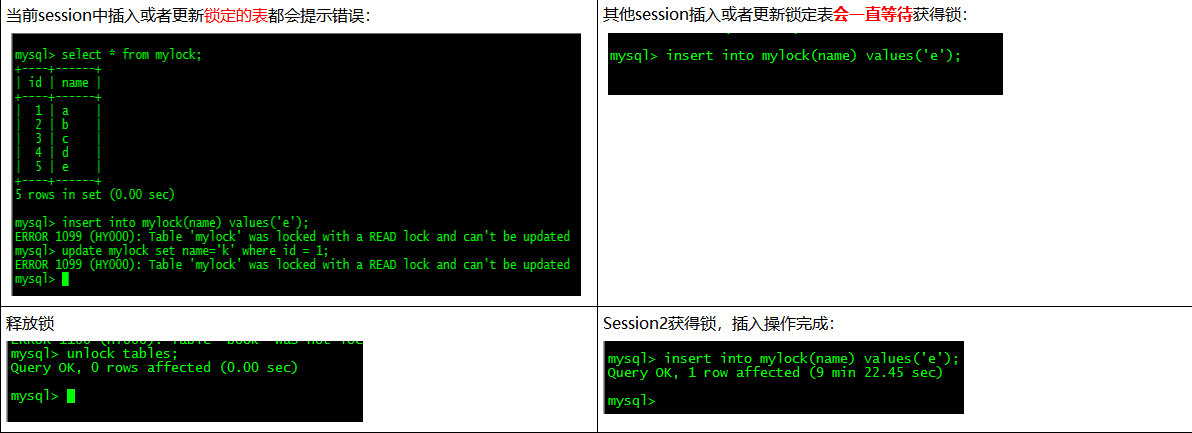 当前session中插入或者更新锁定的表都会提示错误：
mysql> select * from mylock;
+----+------+
| id | name |
+----+------+
|  1 | a    |
|  2 | b    |
|  3 | c    |
|  4 | d    |
|  5 | e    |
+----+------+
5 rows in set (0.00 sec)
mysql> insert into mylock(name) values('e');
ERROR 1099 (HY000): Table 'mylock' was locked with a READ lock and can't be updated
mysql> update mylock set name='k' where id = 1;
ERROR 1099 (HY000): Table 'mylock' was locked with a READ lock and can't be updated
mysql>
其他session插入或者更新锁定表会一直等待获得锁：
mysql> insert into mylock(name) values('e');
释放锁
ERROR 1100 (HY000): Table 'book' was not loc
mysql> unlock tables;
Query OK, 0 rows affected (0.00 sec)
mysql>
Session2获得锁，插入操作完成：
mysql> insert into mylock(name) values('e');
Query OK, 1 row affected (9 min 22.45 sec)
mysql>